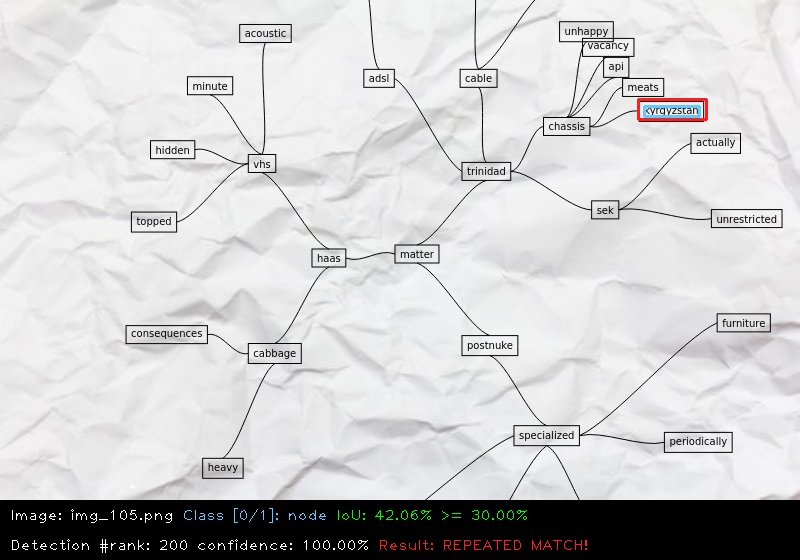 acoustic
unhappy
vacancy
minute
adsl
cable
api
meats
kyrgyzstan
chassis
hidden
vhs
trinidad
actually
topped
sek
unrestricted
haas
matter
consequences
cabbage
postnuke
furniture
specialized
periodically
heavy
Image: img_105.png Class [0/1]: node IoU: 42.06% >= 30.00%
Detection #rank: 200 confidence: 100.00% Result: REPEATED MATCH!